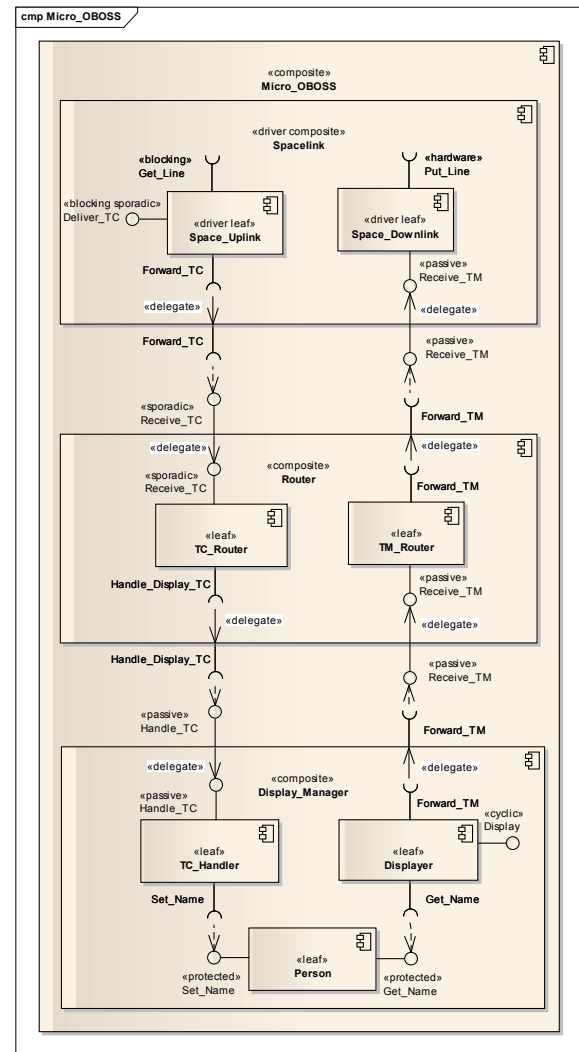 cmp Micro_OBOSS
«composite»
Micro_OBOSS
«driver composite»
Spacelink
«blocking»
Get_Line
«hardware»
Put_Line
«blocking sporadic»
Deliver_TC
«driver leaf»
Space_Uplink
«driver leaf»
Space_Downlink
Forward_TC
«passive»
Receive_TM
«delegate»
«delegate»
Forward_TC
«passive»
Receive_TM
«sporadic»
Receive_TC
Forward_TM
«delegate»
«delegate»
«sporadic»
Receive_TC
«composite»
Router
Forward_TM
«leaf»
TC_Router
«leaf»
TM_Router
Handle_Display_TC
«passive»
Receive_TM
«delegate»
«delegate»
Handle_Display_TC
«passive»
Receive_TM
«passive»
Handle_TC
Forward_TM
«delegate»
«delegate»
«composite»
Display_Manager
«passive»
Handle_TC
Forward_TM
«cyclic»
Display
«leaf»
TC_Handler
«leaf»
Displayer
Set_Name
Get_Name
«leaf»
Person
«protected»
Set_Name
«protected»
Get_Name